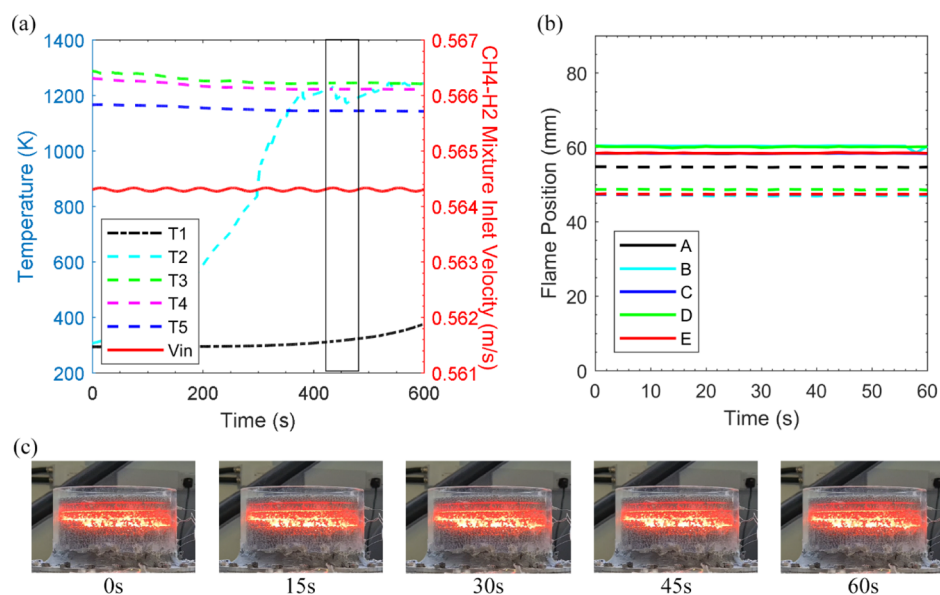 (a)
1400
1200
1000
800
600
400
200
Temperature (K)
T1
T2
T3
T4
T5
Vin
0
200
400
600
Time (s)
0.567
0.566
0.565
0.564
0.563
0.562
0.561
CH4-H2 Mixture Inlet
Velocity (m/s)
(b)
80
60
40
20
0
Flame Position (mm)
A
B
C
D
E
0
10
20
30
40
50
60
Time (s)
(c)
0s
15s
30s
45s
60s